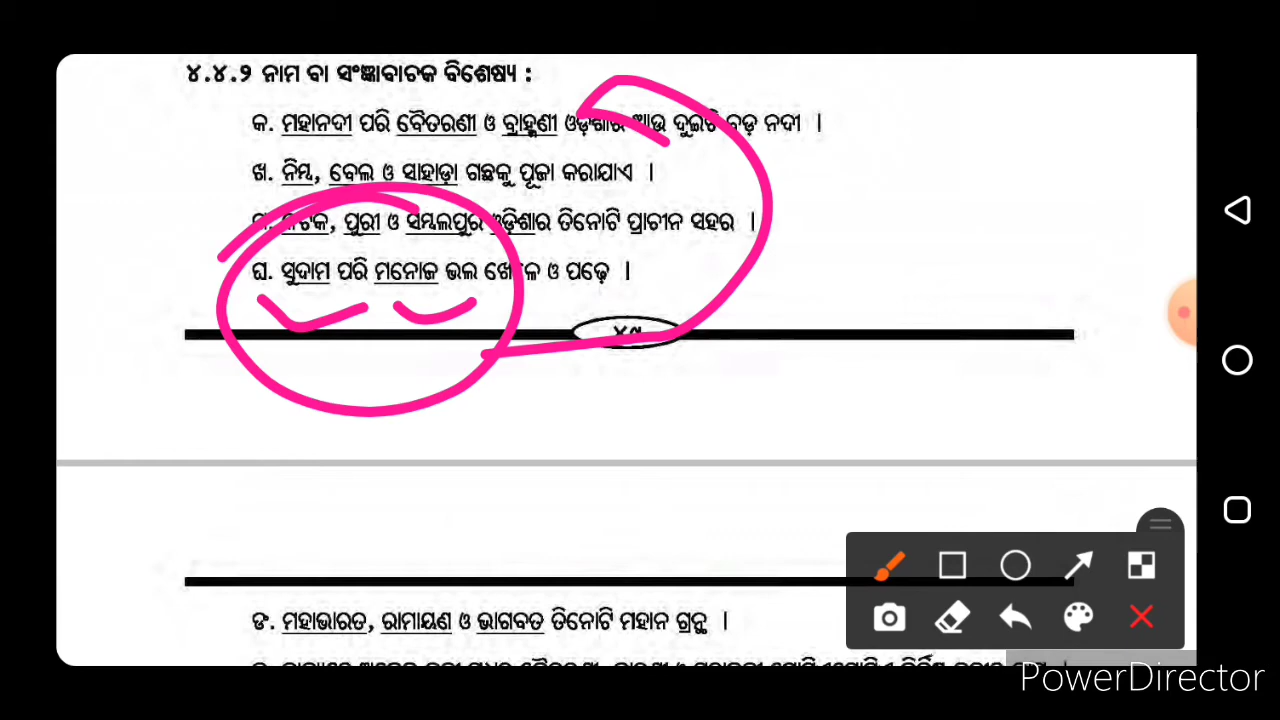 ୪.୪.୨ ନାମ ବା ସଂଜ୍ଞାବାଚକ ବିଶେଷ୍ୟ :
କ. ମହାନଦୀ ପରି ବୈତରଣୀ ଓ ବ୍ରାହ୍ମଣୀ ଓଡ଼ିଶାର ଆଉ ଦୁଇଟି ବଡ଼ ନଦୀ ।
ଖ. ନିମ୍ବ, ବେଲ ଓ ସାହାଡ଼ା ଗଛକୁ ପୂଜା କରାଯାଏ ।
ଗ. କଟକ, ପୁରୀ ଓ ସମ୍ବଲପୁର ଓଡ଼ିଶାର ତିନୋଟି ପ୍ରାଚୀନ ସହର ।
ଘ. ସୁଦାମ ପରି ମନୋଜ ଭଲ ଖେଳେ ଓ ପଢ଼େ ।
ଙ. ମହାଭାରତ, ରାମାୟଣ ଓ ଭାଗବତ ତିନୋଟି ମହାନ ଗ୍ରନ୍ଥ ।
PowerDirector